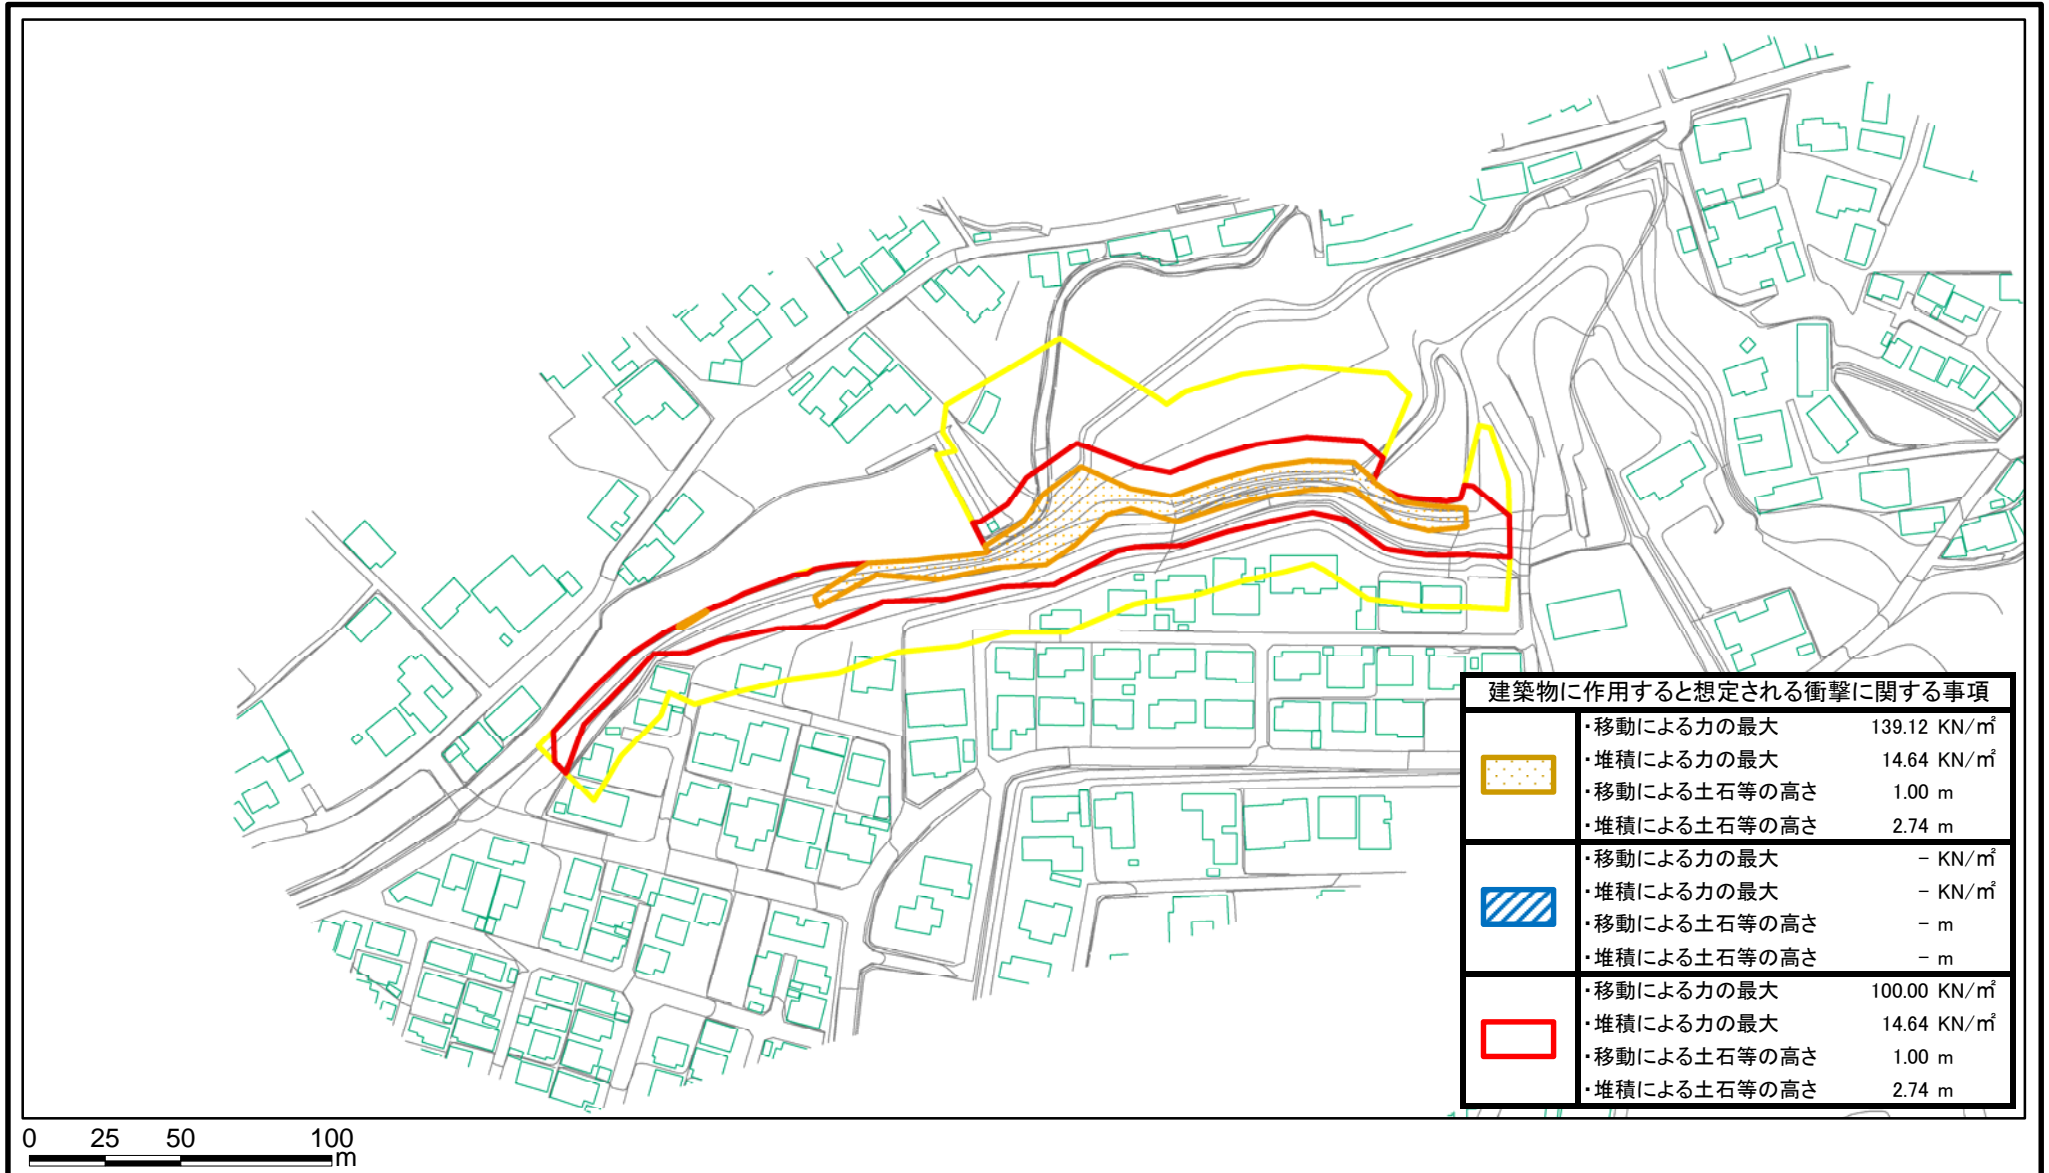 建築物に作用すると想定される衝撃に関する事項
・移動による力の最大 139.12 KN/㎡
・堆積による力の最大 14.64 KN/㎡
・移動による土石等の高さ 1.00 m
・堆積による土石等の高さ 2.74 m
・移動による力の最大 - KN/㎡
・堆積による力の最大 - KN/㎡
・移動による土石等の高さ - m
・堆積による土石等の高さ - m
・移動による力の最大 100.00 KN/㎡
・堆積による力の最大 14.64 KN/㎡
・移動による土石等の高さ 1.00 m
・堆積による土石等の高さ 2.74 m
0 25 50 100
m